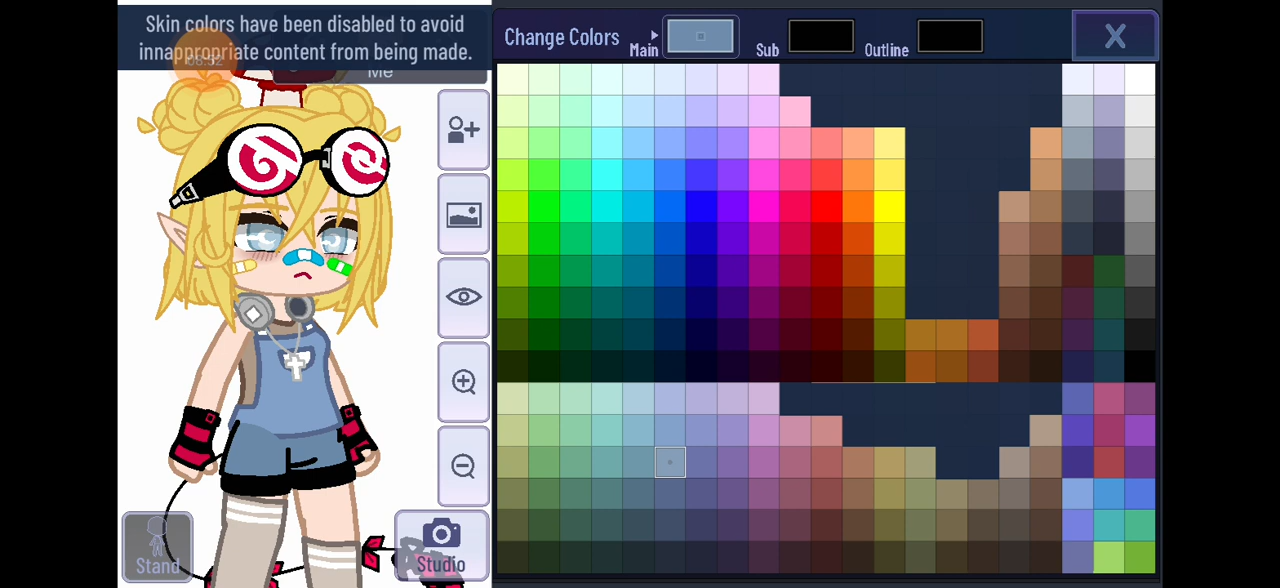 Skin colors have been disabled to avoid
innappropriate content from being made.
Me
Change Colors
Main
Sub
Outline
X
Stand
Studio